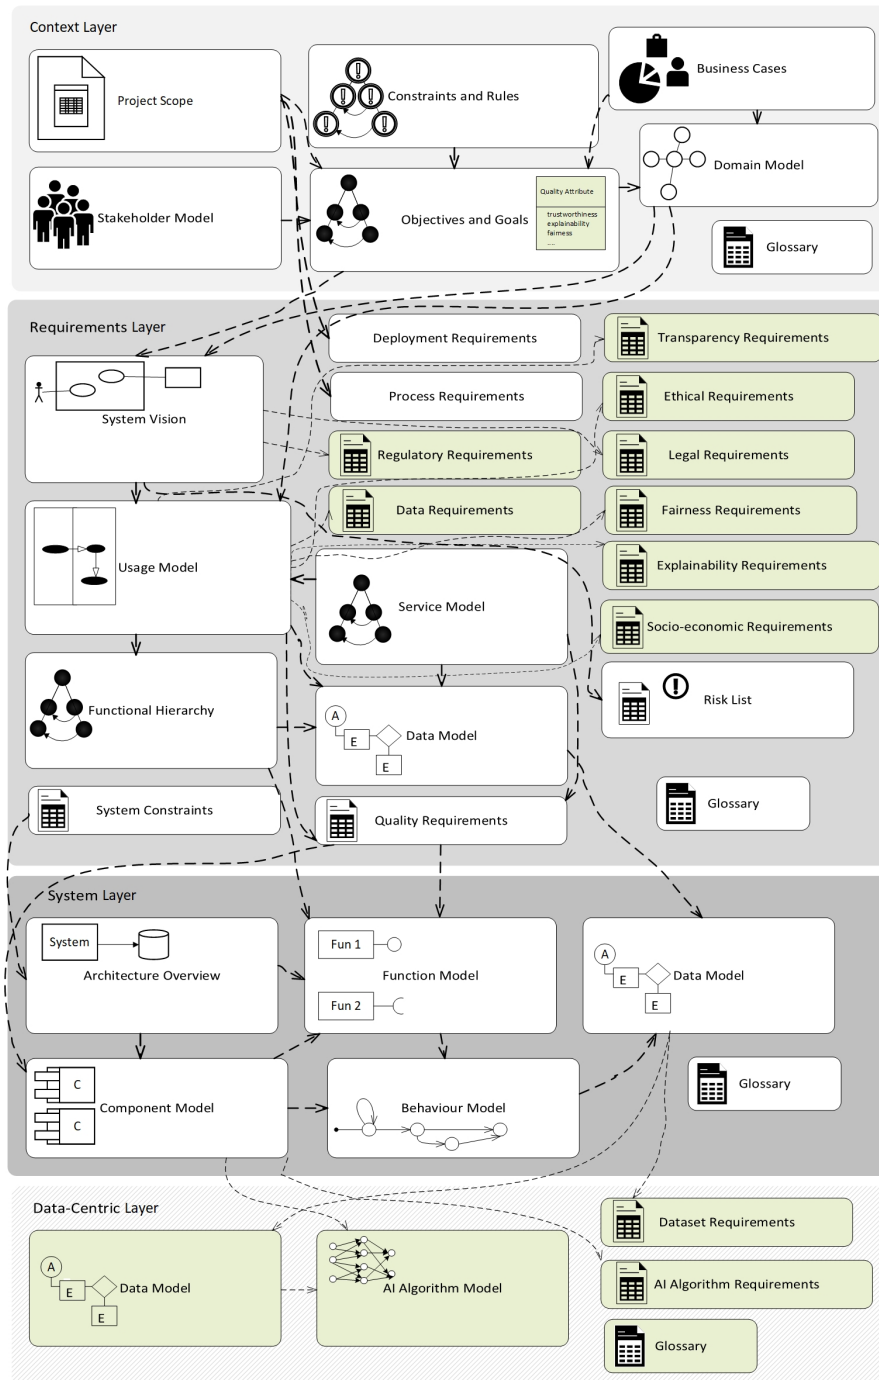 Context Layer
Project Scope
Constraints and Rules
Business Cases
Domain Model
Stakeholder Model
Objectives and Goals
Quality Attribute
trustworthiness
explainability
fairness
....
Glossary
Requirements Layer
Deployment Requirements
Transparency Requirements
System Vision
Process Requirements
Ethical Requirements
Regulatory Requirements
Legal Requirements
Data Requirements
Fairness Requirements
Usage Model
Explainability Requirements
Service Model
Socio-economic Requirements
Functional Hierarchy
A
E
E
Data Model
Risk List
System Constraints
Quality Requirements
Glossary
System Layer
System
Architecture Overview
Fun 1
Function Model
Fun 2
A
E
E
Data Model
C
C
Component Model
Behaviour Model
Glossary
Data-Centric Layer
A
E
E
Data Model
AI Algorithm Model
Dataset Requirements
AI Algorithm Requirements
Glossary